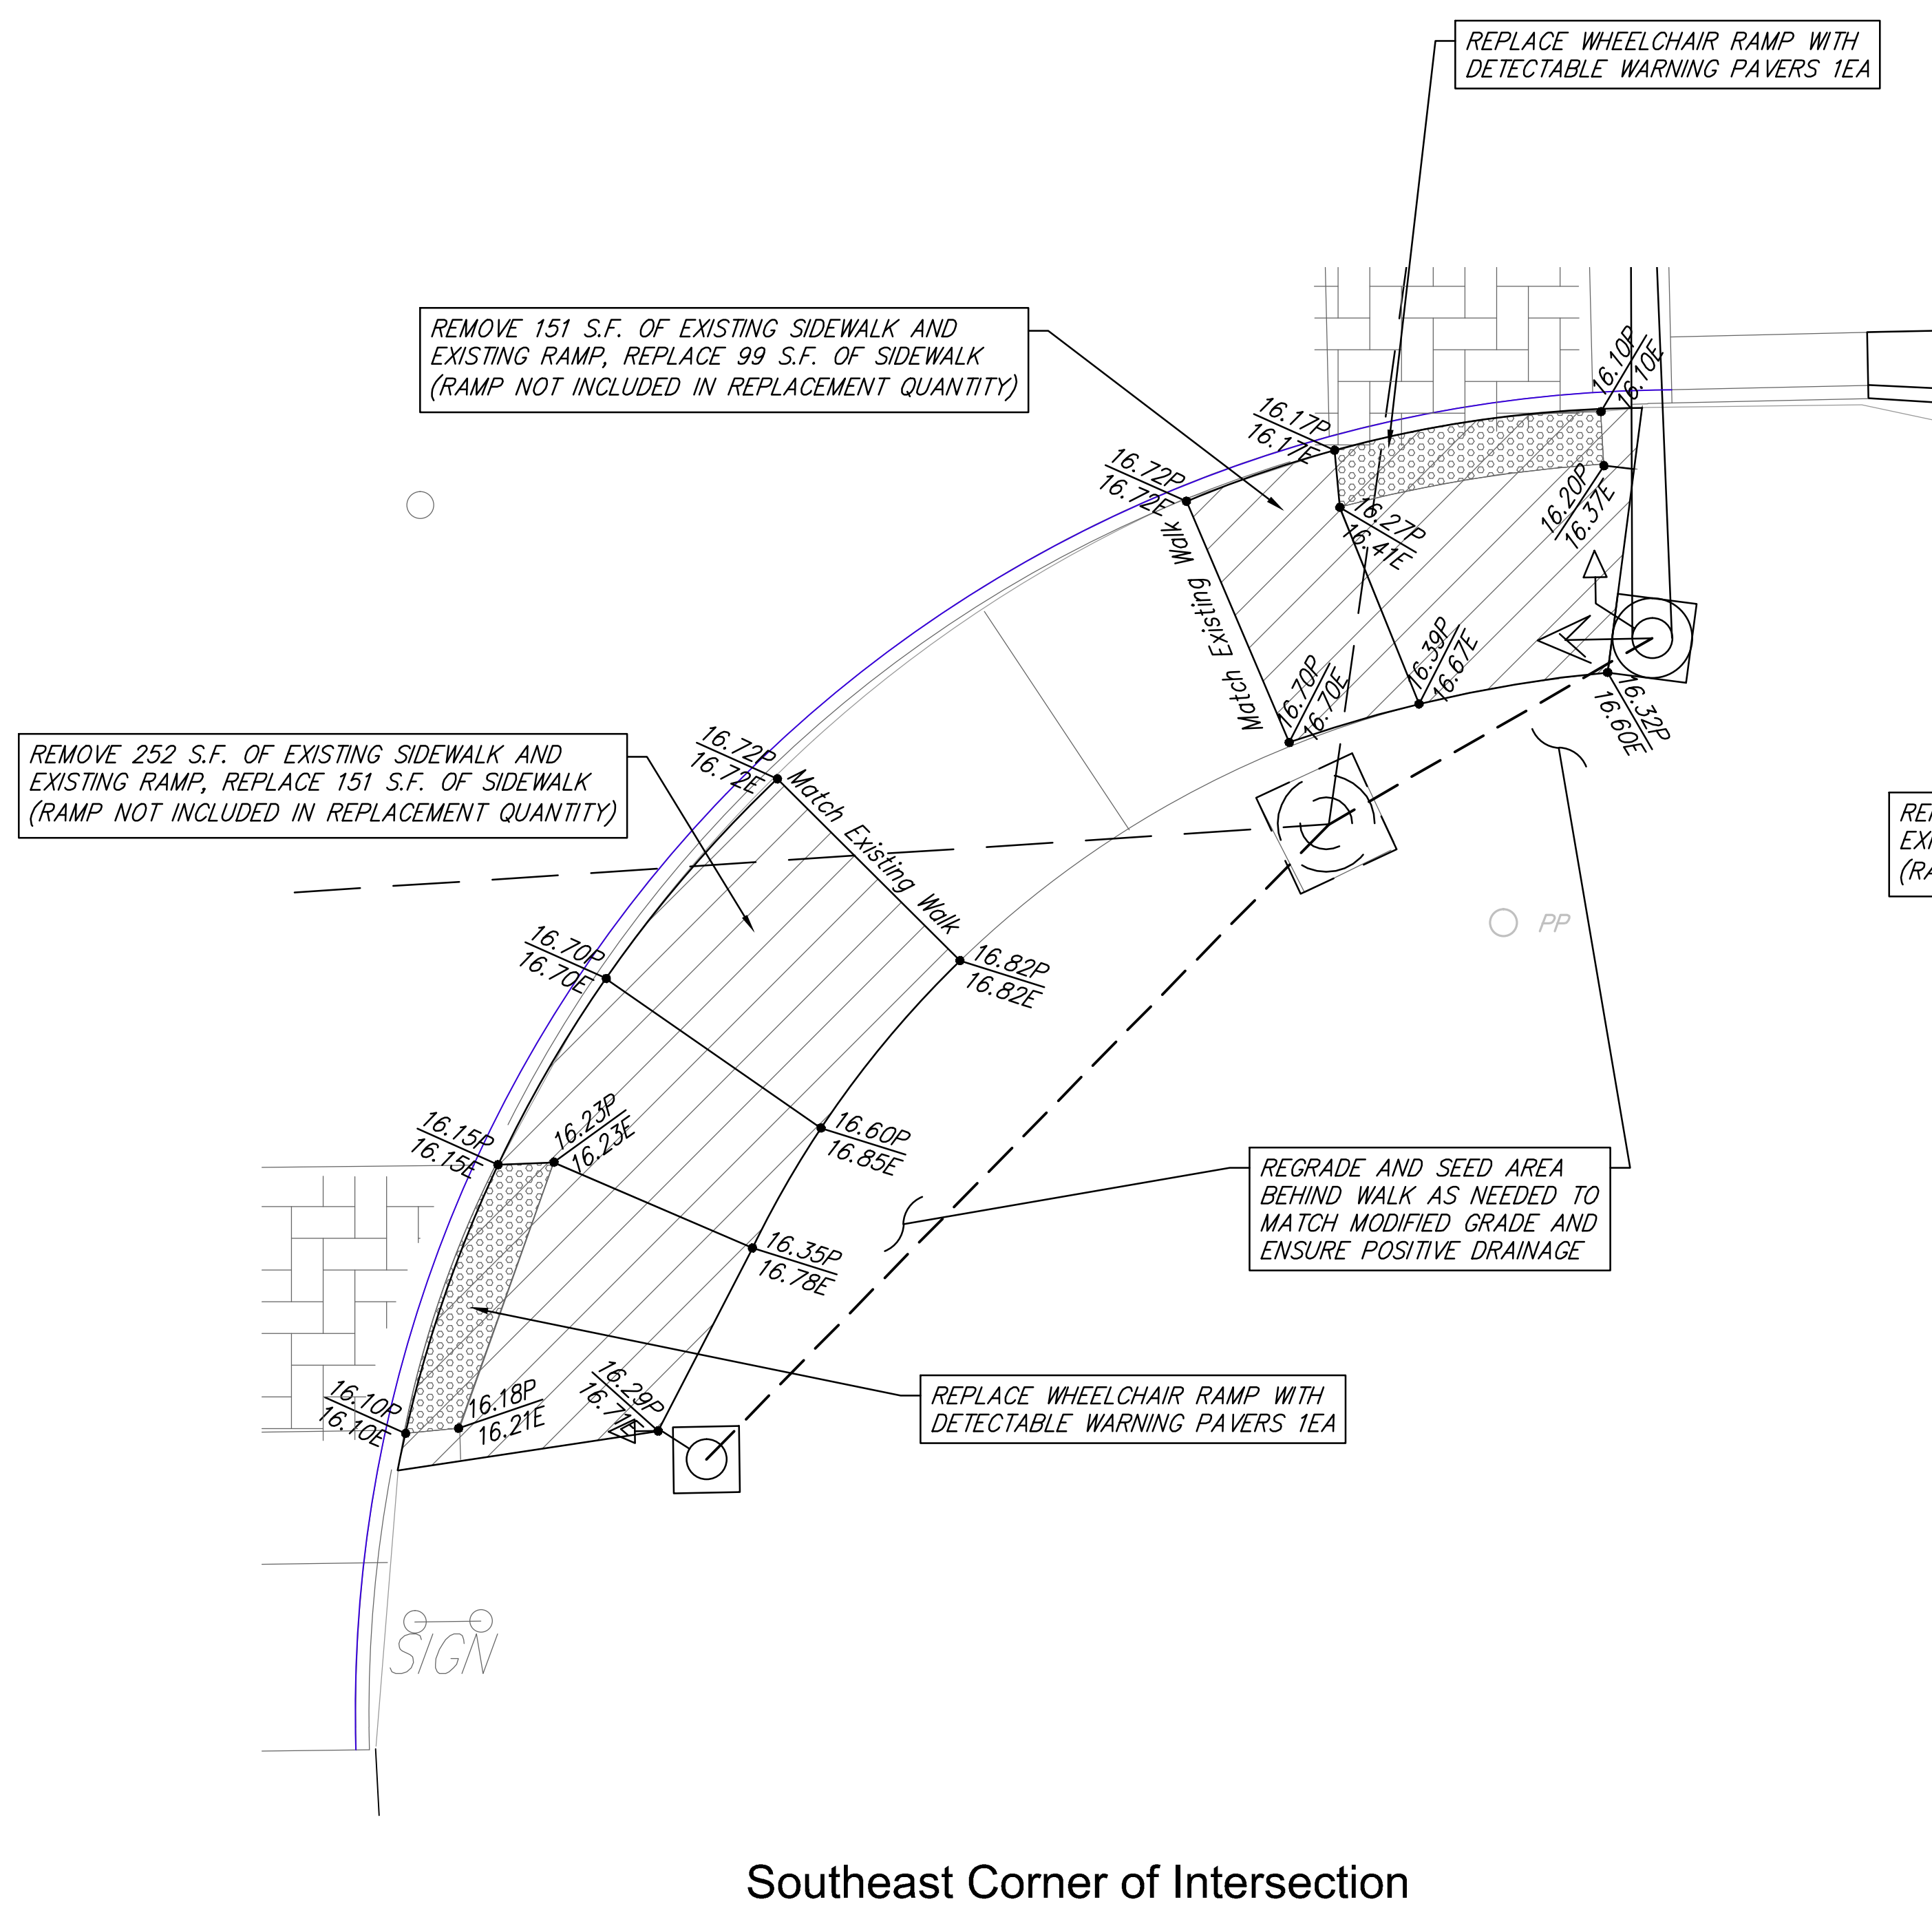 REPLACE WHEELCHAIR RAMP WITH
DETECTABLE WARNING PAVERS 1EA
REMOVE 151 S.F. OF EXISTING SIDEWALK AND
EXISTING RAMP, REPLACE 99 S.F. OF SIDEWALK
(RAMP NOT INCLUDED IN REPLACEMENT QUANTITY)
16.10P
16.10E
16.17P
16.17E
16.72P
16.72E
16.20P
16.37E
16.27P
16.41E
Match Existing Walk
16.39P
16.67E
16.70P
16.70E
16.32P
16.60E
REMOVE 252 S.F. OF EXISTING SIDEWALK AND
EXISTING RAMP, REPLACE 151 S.F. OF SIDEWALK
(RAMP NOT INCLUDED IN REPLACEMENT QUANTITY)
16.72P
16.72E
Match Existing Walk
PP
16.70P
16.70E
16.82P
16.82E
16.15P
16.15E
16.23P
16.23E
16.60P
16.85E
REGRADE AND SEED AREA
BEHIND WALK AS NEEDED TO
MATCH MODIFIED GRADE AND
ENSURE POSITIVE DRAINAGE
16.35P
16.78E
16.10P
16.10E
16.18P
16.21E
16.29P
16.71E
REPLACE WHEELCHAIR RAMP WITH
DETECTABLE WARNING PAVERS 1EA
SIGN
Southeast Corner of Intersection